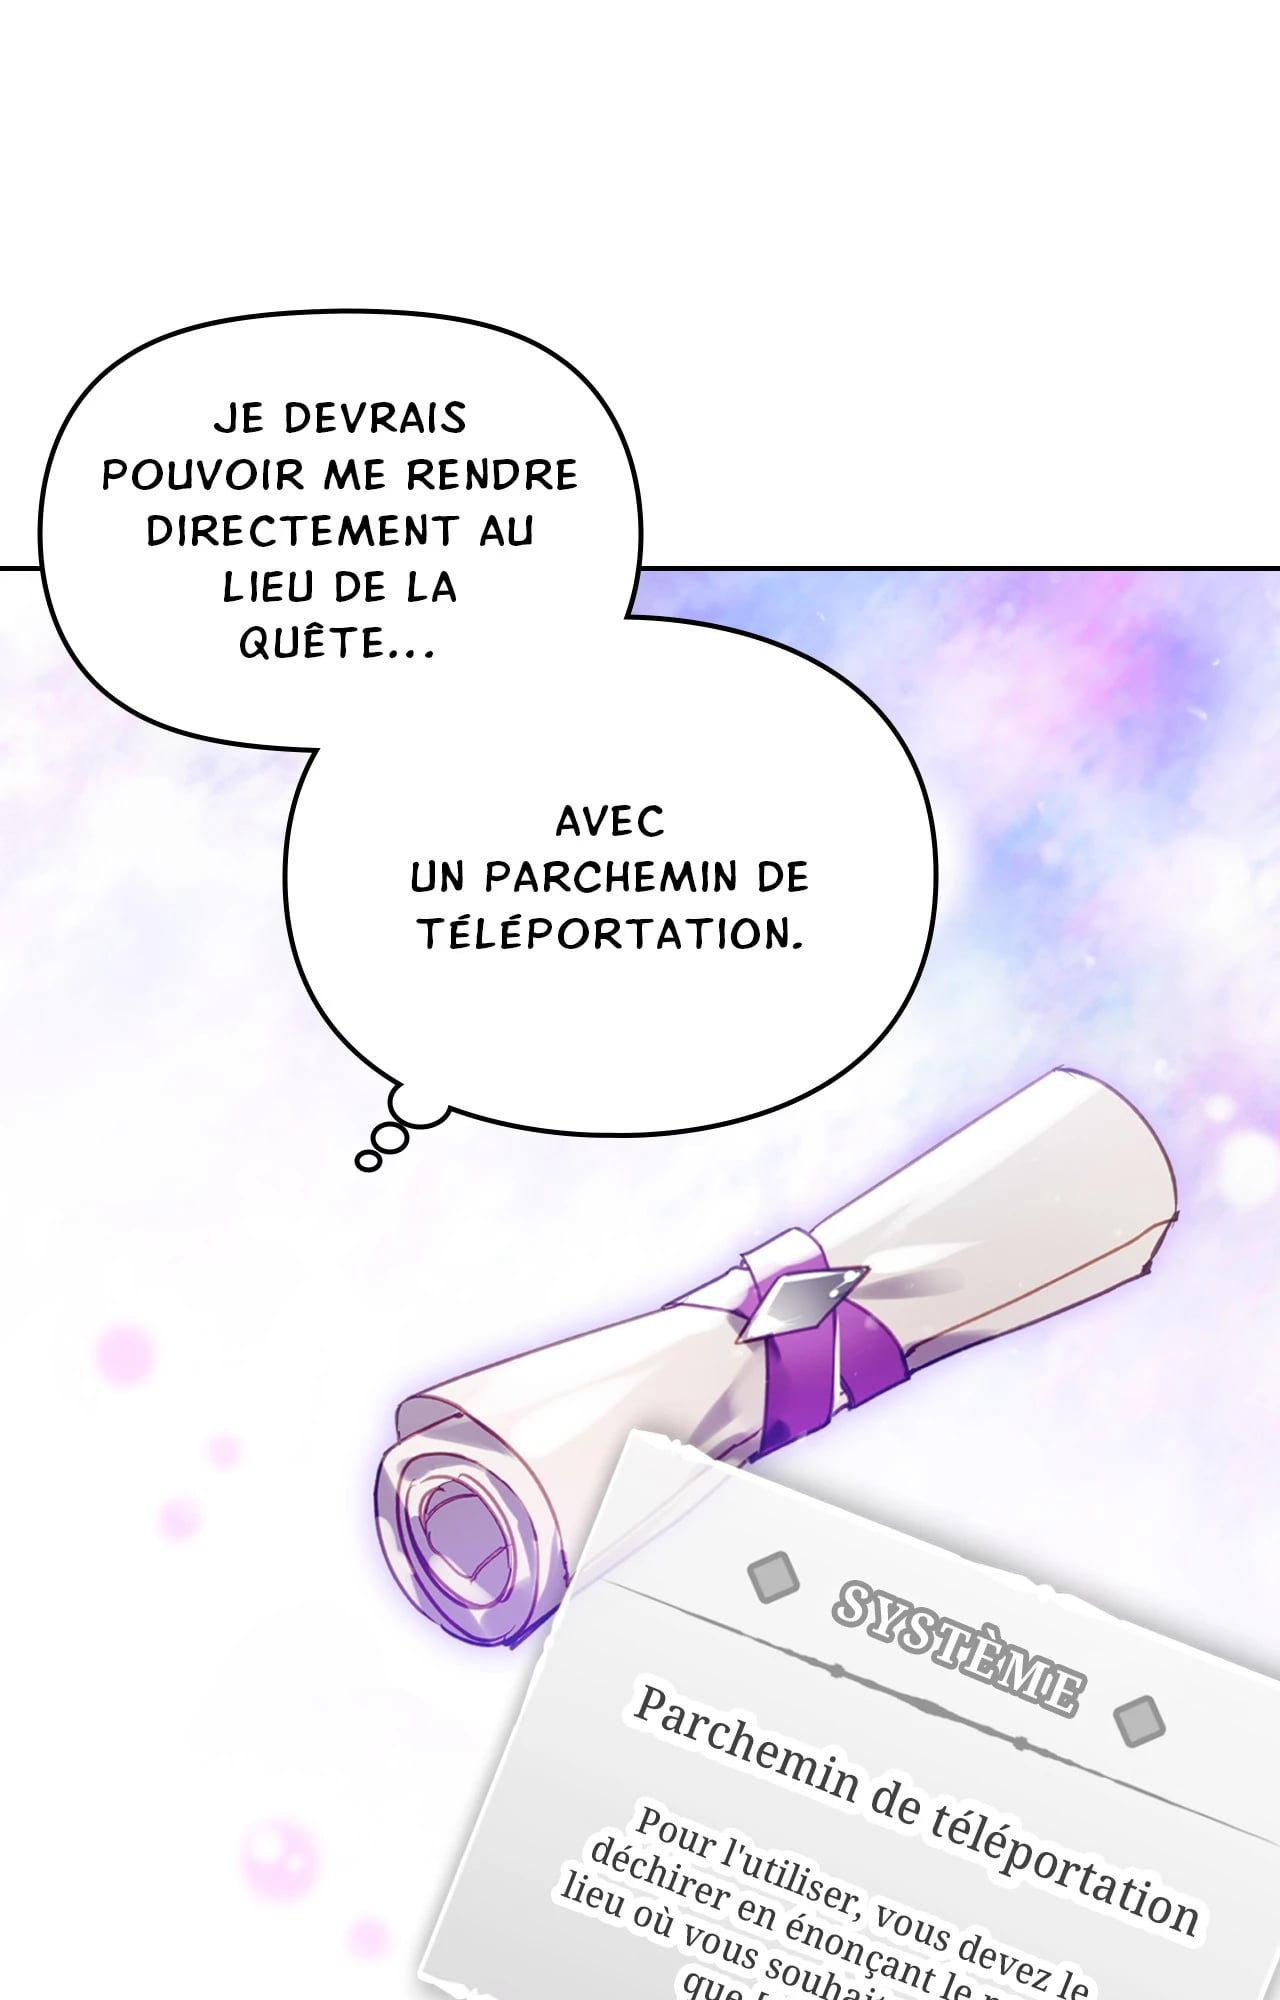 JE DEVRAIS
POUVOIR ME RENDRE
DIRECTEMENT AU
LIEU DE LA
QUÊTE...
AVEC
UN PARCHEMIN DE
TÉLÉPORTATION.
SYSTÈME
Parchemin de téléportation
Pour l'utiliser, vous devez le
déchirer en énonçant le
lieu où vous
que